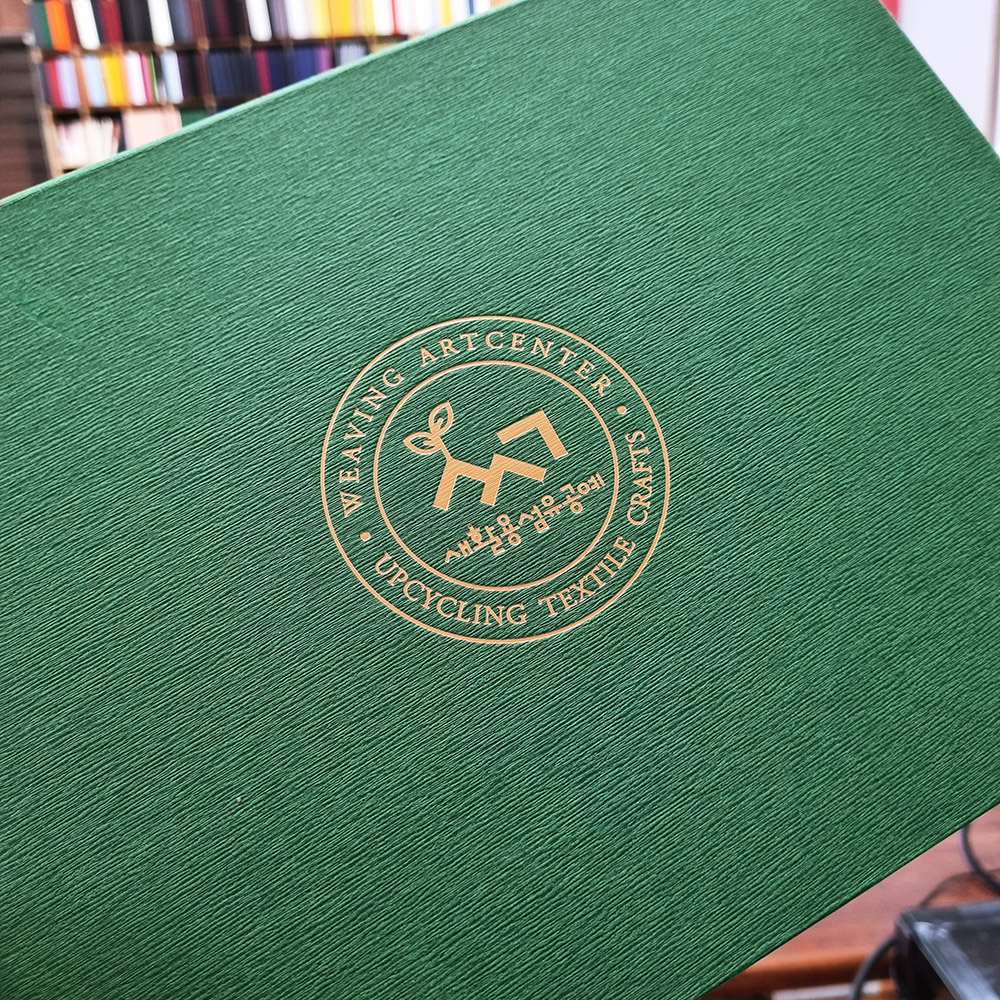 WEAVING ARTCENTER
새활용섬유공예
UPCYCLING TEXTILE CRAFTS